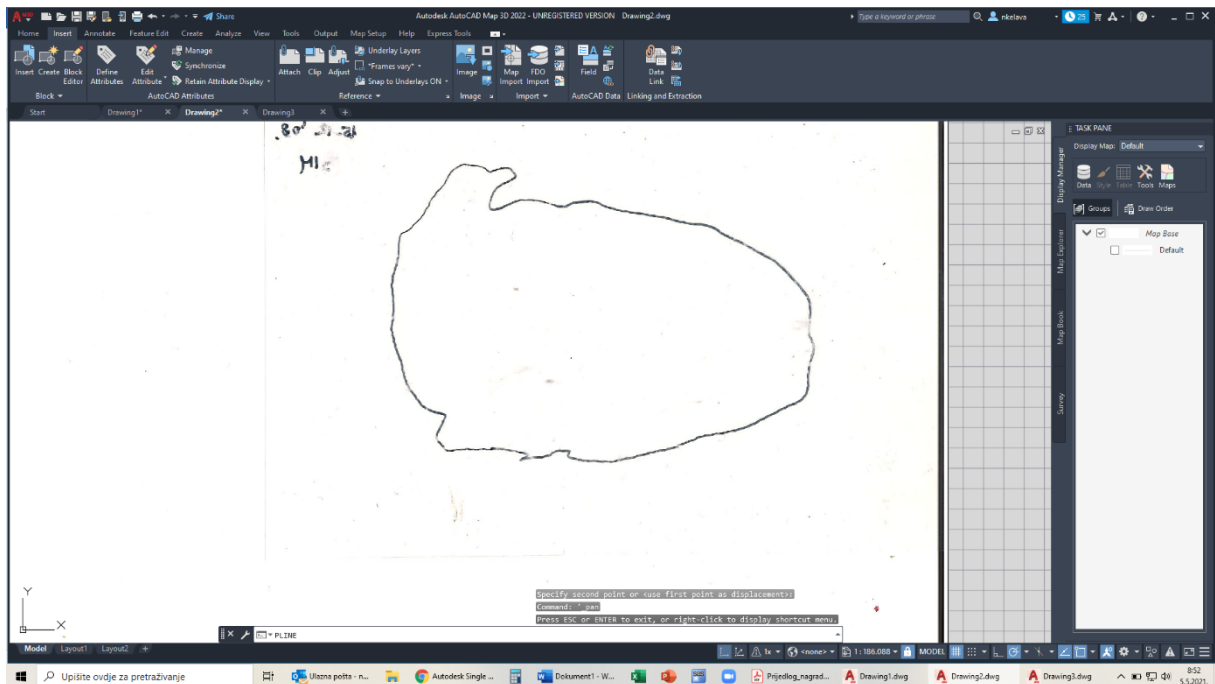 Share
Autodesk AutoCAD Map 3D 2022 - UNREGISTERED VERSION Drawing2.dwg
Type a keyword or phrase
nkelava
25
Home Insert Annotate Feature Edit Create Analyze View Tools Output Map Setup Help Express Tools
Insert
Create Block
Editor
Define
Attributes
Edit
Attribute
Manage
Synchronize
Retain Attribute Display
Attach Clip Adjust
Underlay Layers
*Frames vary*
Snap to Underlays ON
Image
Map
Import
FDO
Import
Field
Data
Link
Block
AutoCAD Attributes
Reference
Image
Import
AutoCAD Data
Linking and Extraction
Start Drawing1* Drawing2* Drawing3
TASK PANE
Display Map: Default
Data Style Table Tools Maps
Groups Draw Order
Map Base
Default
Display Manager
Map Explorer
Map Book
Survey
Y
X
Specify second point or <use first point as displacement>:
Command: '_pan
Press ESC or ENTER to exit, or right-click to display shortcut menu.
PLINE
Model Layout1 Layout2 +
1x <none> 1:186.088 MODEL
Upišite ovdje za pretraživanje
Ulazna pošta - n...
Autodesk Single ...
Dokument1 - W...
Prijedlog_nagrad...
Drawing1.dwg
Drawing2.dwg
Drawing3.dwg
8:52
5.5.2021.